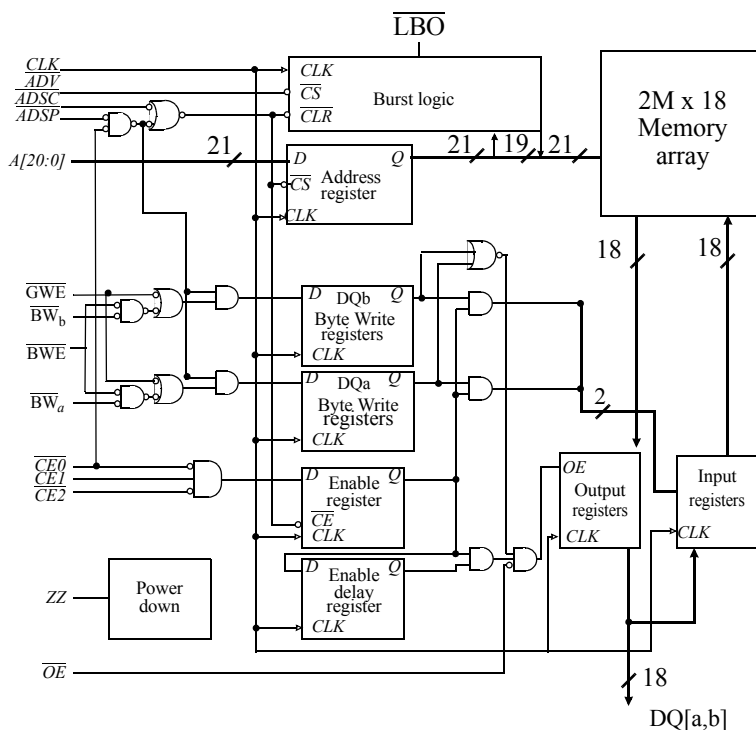 LBO
CLK
ADV
ADSC
ADSP
CLK
CS
CLR
Burst logic
2M x 18
Memory
array
A[20:0]
21
D
Q
Address
register
CS
CLK
21
19
21
18
18
GWE
BWb
BWE
BWa
D
DQb
Q
Byte Write
registers
CLK
D
DQa
Q
Byte Write
registers
CLK
2
CE0
CE1
CE2
D
Enable
Q
register
CE
CLK
OE
Output
registers
CLK
Input
registers
CLK
D
Enable
Q
delay
register
CLK
ZZ
Power
down
OE
18
DQ[a,b]